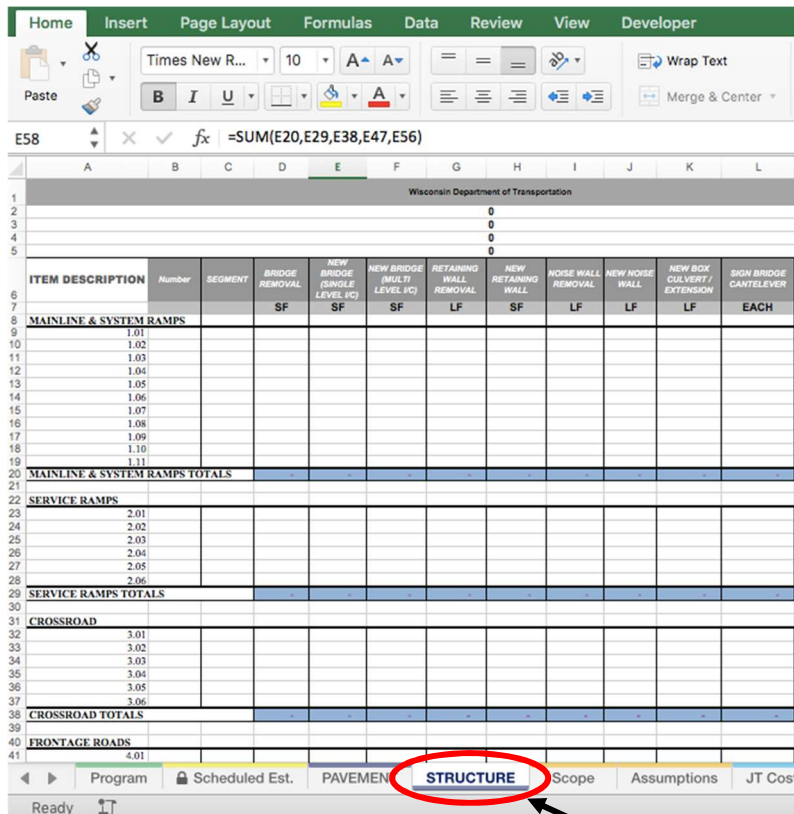 Home Insert Page Layout Formulas Data Review View Developer
Times New R... 10 A A Wrap Text
Paste B I U A Merge & Center
E58 fx =SUM(E20,E29,E38,E47,E56)
A B C D E F G H I J K L
1 Wisconsin Department of Transportation
2 0
3 0
4 0
5 0
6 ITEM DESCRIPTION Number SEGMENT BRIDGE REMOVAL NEW BRIDGE (SINGLE LEVEL I/C) NEW BRIDGE (MULTI LEVEL I/C) RETAINING WALL REMOVAL NEW RETAINING WALL NOISE WALL REMOVAL NEW NOISE WALL NEW BOX CULVERT / EXTENSION SIGN BRIDGE CANTELEVER
7 SF SF SF LF SF LF LF LF EACH
8 MAINLINE & SYSTEM RAMPS
9 1.01
10 1.02
11 1.03
12 1.04
13 1.05
14 1.06
15 1.07
16 1.08
17 1.09
18 1.10
19 1.11
20 MAINLINE & SYSTEM RAMPS TOTALS - - - - - - - - -
21
22 SERVICE RAMPS
23 2.01
24 2.02
25 2.03
26 2.04
27 2.05
28 2.06
29 SERVICE RAMPS TOTALS - - - - - - - - -
30
31 CROSSROAD
32 3.01
33 3.02
34 3.03
35 3.04
36 3.05
37 3.06
38 CROSSROAD TOTALS - - - - - - - - -
39
40 FRONTAGE ROADS
41 4.01
Program Scheduled Est. PAVEMEN STRUCTURE Scope Assumptions JT Cos
Ready